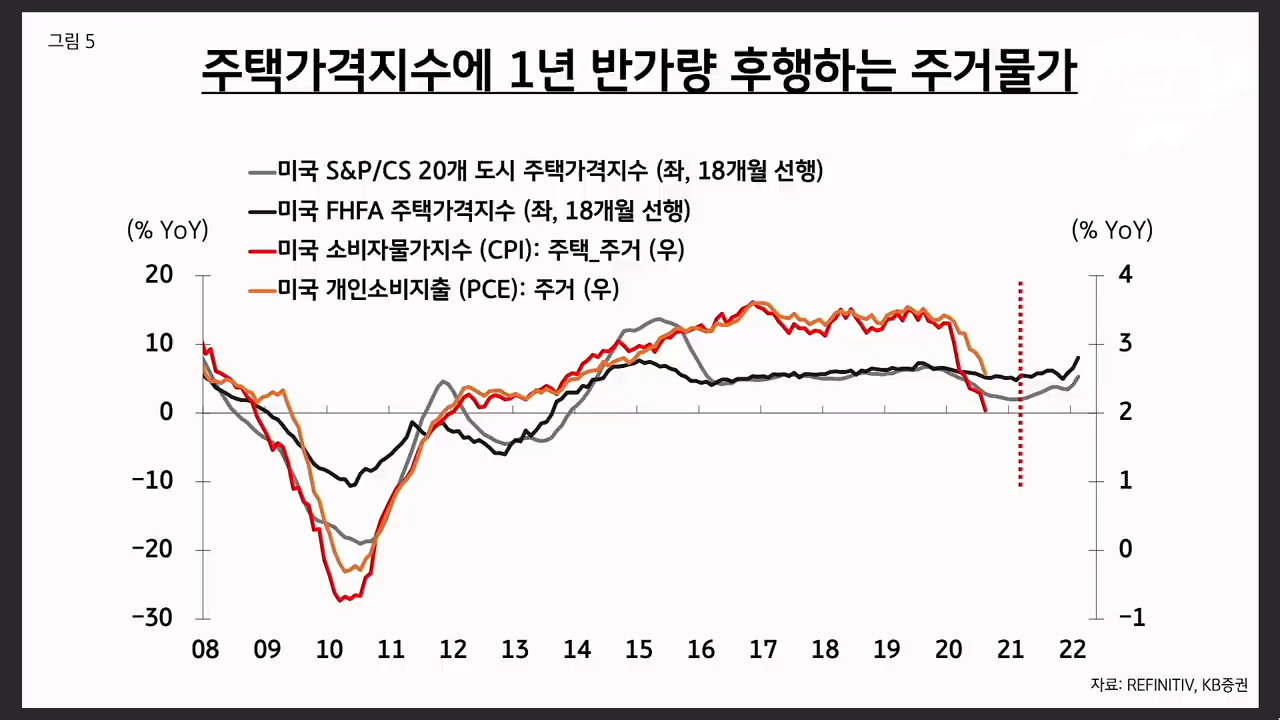 그림 5
주택가격지수에 1년 반가량 후행하는 주거물가
미국 S&P/CS 20개 도시 주택가격지수 (좌, 18개월 선행)
미국 FHFA 주택가격지수 (좌, 18개월 선행)
미국 소비자물가지수 (CPI): 주택_주거 (우)
미국 개인소비지출 (PCE): 주거 (우)
(% YoY) (% YoY)
20 4
10 3
0 2
−10 1
−20 0
−30 −1
08 09 10 11 12 13 14 15 16 17 18 19 20 21 22
자료: REFINITIV, KB증권